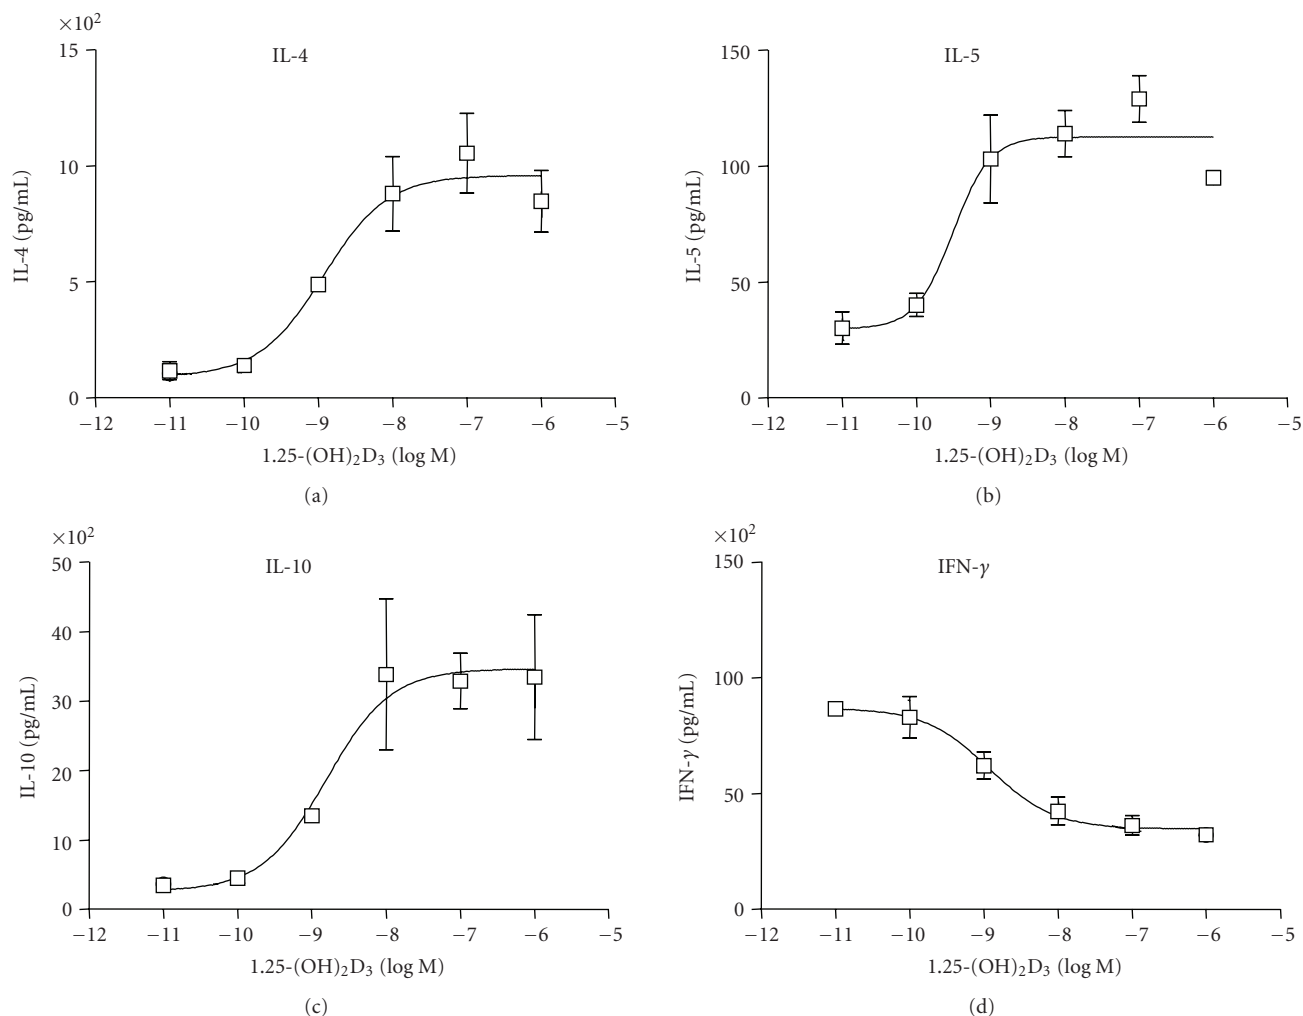 ×10²
IL-4
15
10
5
0
IL-4 (pg/mL)
−12 −11 −10 −9 −8 −7 −6 −5
1.25-(OH)₂D₃ (log M)
(a)
IL-5
150
100
50
0
IL-5 (pg/mL)
−12 −11 −10 −9 −8 −7 −6 −5
1.25-(OH)₂D₃ (log M)
(b)
×10²
IL-10
50
40
30
20
10
0
IL-10 (pg/mL)
−12 −11 −10 −9 −8 −7 −6 −5
1.25-(OH)₂D₃ (log M)
(c)
×10²
IFN-γ
150
100
50
0
IFN-γ (pg/mL)
−12 −11 −10 −9 −8 −7 −6 −5
1.25-(OH)₂D₃ (log M)
(d)